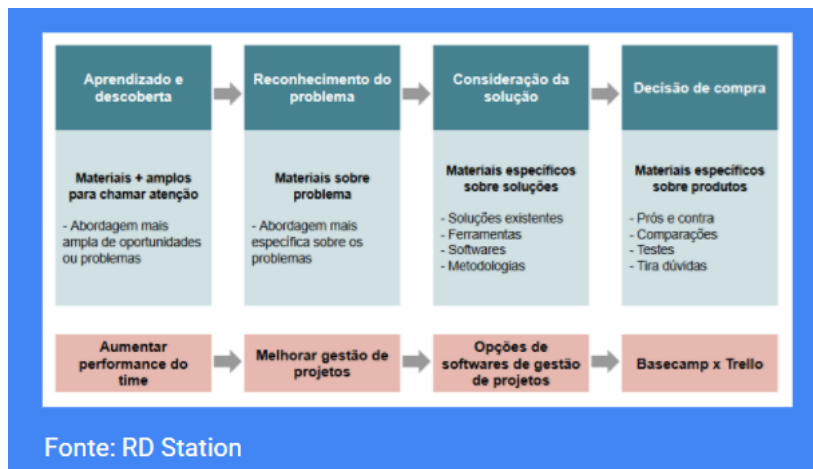 Aprendizado e
descoberta
Reconhecimento do
problema
Consideração da
solução
Decisão de compra
Materiais + amplos
para chamar atenção
- Abordagem mais
ampla de oportunidades
ou problemas
Materiais sobre
problema
- Abordagem mais
específica sobre os
problemas
Materiais específicos
sobre soluções
- Soluções existentes
- Ferramentas
- Softwares
- Metodologias
Materiais específicos
sobre produtos
- Prós e contra
- Comparações
- Testes
- Tira dúvidas
Aumentar
performance do
time
Melhorar gestão de
projetos
Opções de
softwares de gestão
de projetos
Basecamp x Trello
Fonte: RD Station